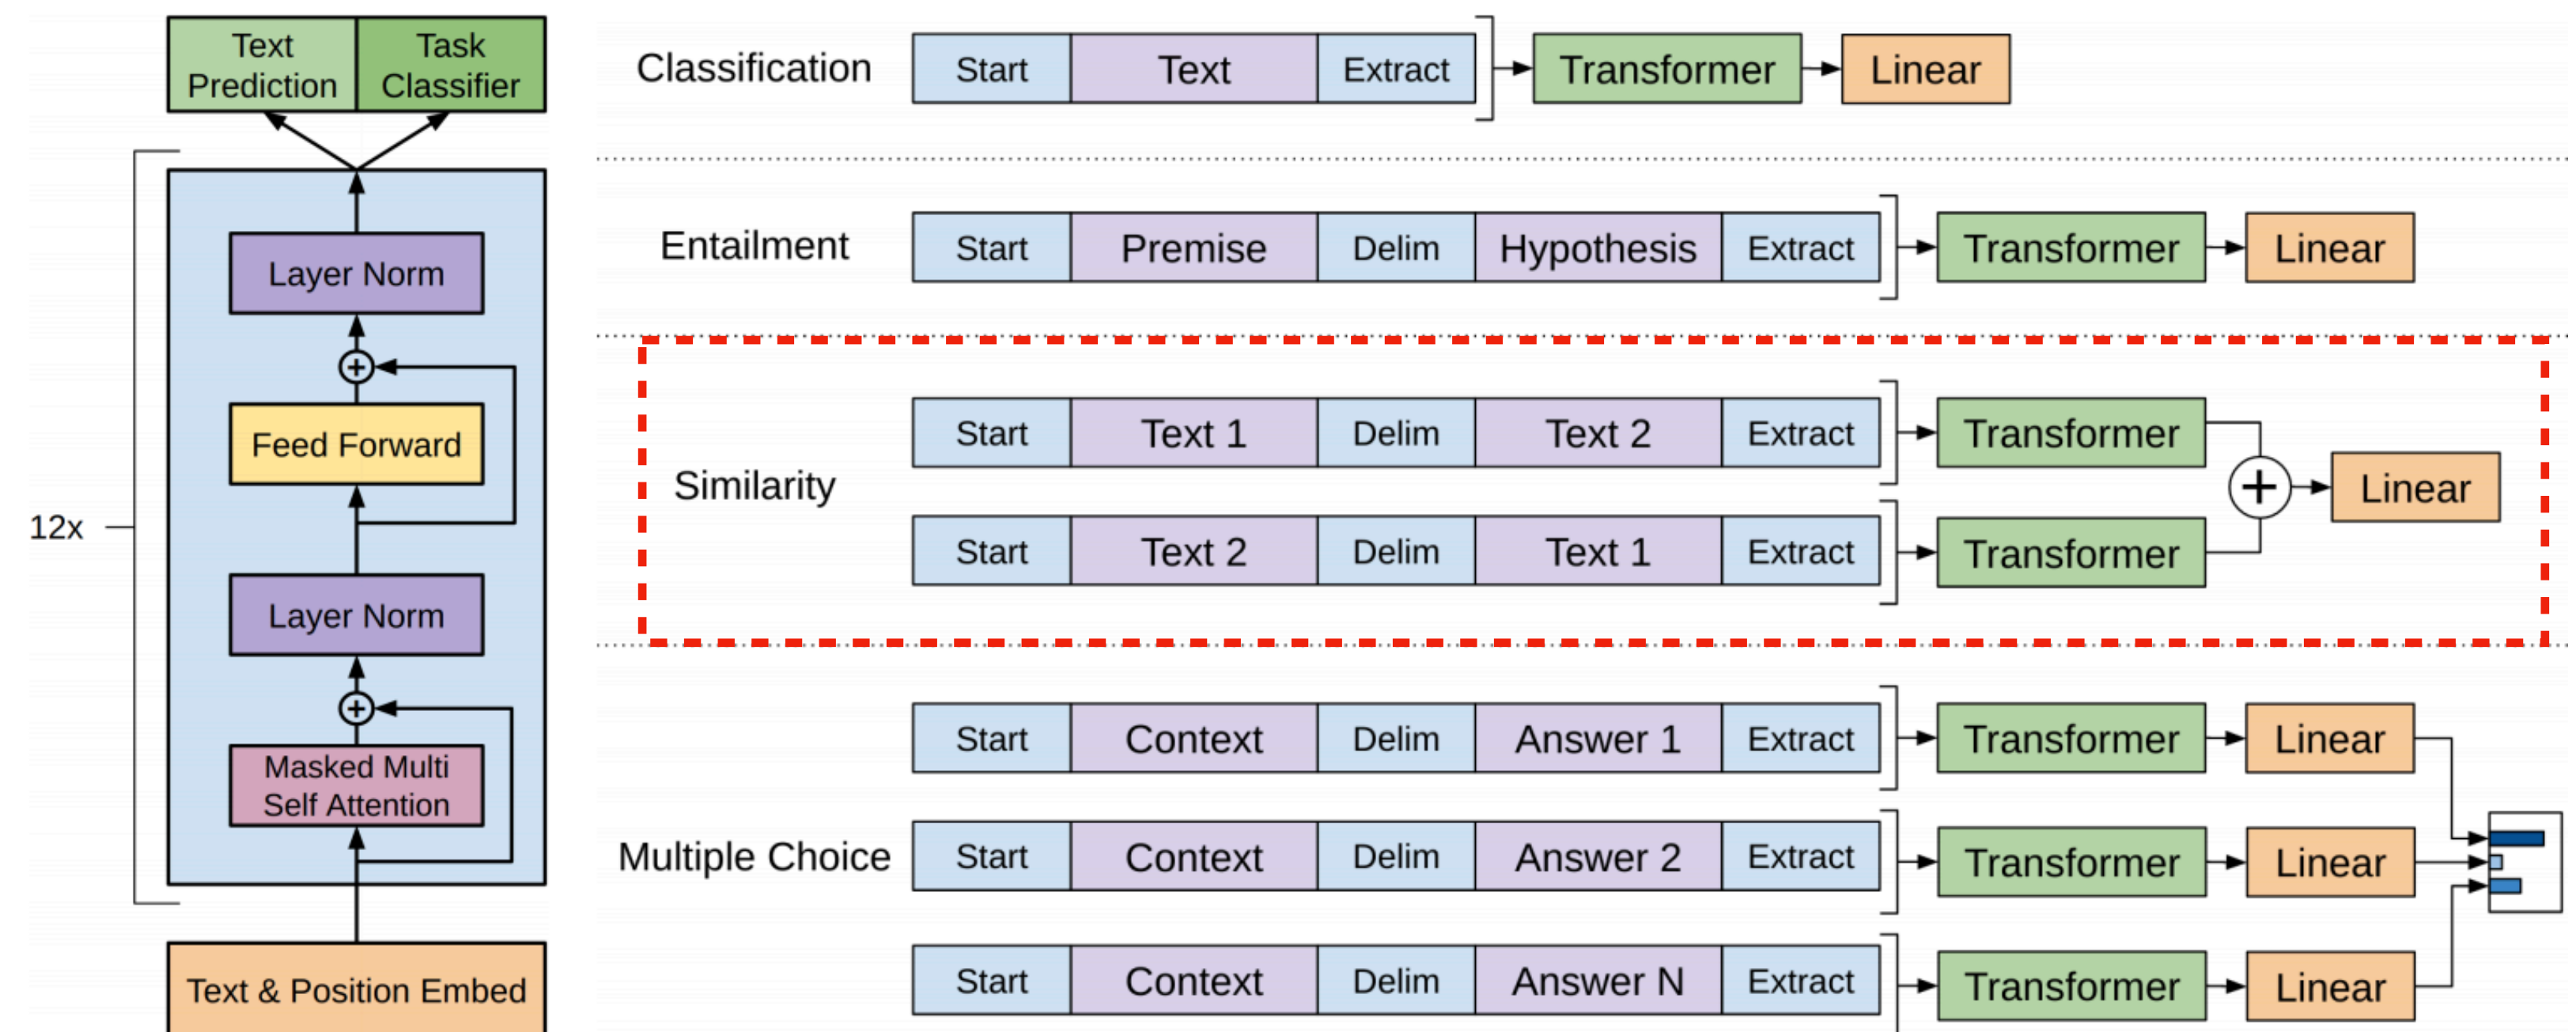 Text
Prediction
Task
Classifier
12x
Layer Norm
+
Feed Forward
Layer Norm
+
Masked Multi
Self Attention
Text & Position Embed
Classification Start Text Extract Transformer Linear
Entailment Start Premise Delim Hypothesis Extract Transformer Linear
Similarity
Start Text 1 Delim Text 2 Extract Transformer
+ Linear
Start Text 2 Delim Text 1 Extract Transformer
Multiple Choice
Start Context Delim Answer 1 Extract Transformer Linear
Start Context Delim Answer 2 Extract Transformer Linear
Start Context Delim Answer N Extract Transformer Linear